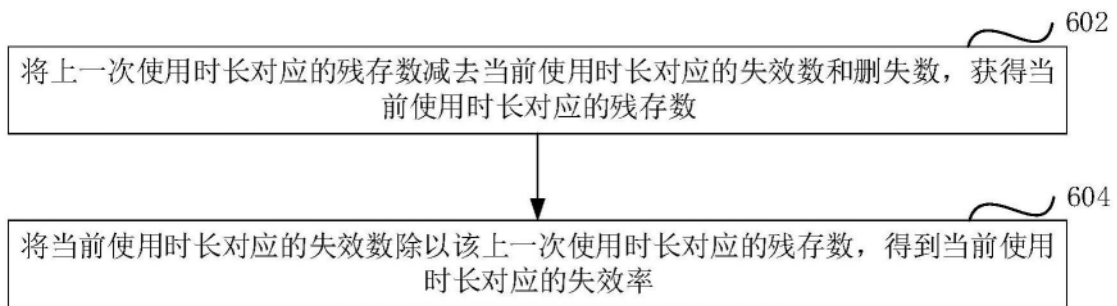 602
将上一次使用时长对应的残存数减去当前使用时长对应的失效数和删失数，获得当
前使用时长对应的残存数
604
将当前使用时长对应的失效数除以该上一次使用时长的残存数，得到当前使用
时长对应的失效率